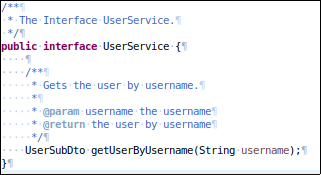 /**
 * The Interface UserService.
 */
public interface UserService {

    /**
     * Gets the user by username.
     *
     * @param username the username
     * @return the user by username
     */
    UserSubDto getUserByUsername(String username);
}